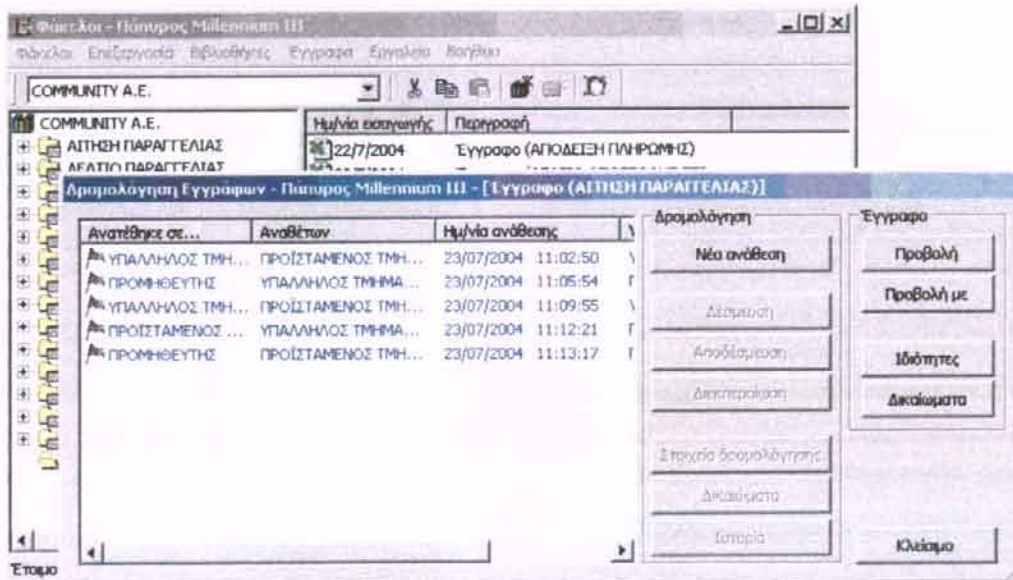 Φάκελοι - Πάπυρος Millennium III
Φάκελοι Επεξεργασία Βιβλιοθήκες Έγγραφα Εργαλεία Βοήθεια
COMMUNITY A.E.
COMMUNITY A.E.
ΑΙΤΗΣΗ ΠΑΡΑΓΓΕΛΙΑΣ
ΔΕΛΤΙΟ ΠΑΡΑΓΓΕΛΙΑΣ
Ημ/νία εισαγωγής Περιγραφή
22/7/2004 Έγγραφο (ΑΠΟΔΕΙΞΗ ΠΛΗΡΩΜΗΣ)
Δρομολόγηση Εγγράφων - Πάπυρος Millennium III - [Έγγραφο (ΑΙΤΗΣΗ ΠΑΡΑΓΓΕΛΙΑΣ)]
Ανατέθηκε σε... Αναθέτων Ημ/νία ανάθεσης
ΥΠΑΛΛΗΛΟΣ ΤΜΗ... ΠΡΟΪΣΤΑΜΕΝΟΣ ΤΜΗ... 23/07/2004 11:02:50
ΠΡΟΜΗΘΕΥΤΗΣ ΥΠΑΛΛΗΛΟΣ ΤΜΗΜΑ... 23/07/2004 11:05:54
ΥΠΑΛΛΗΛΟΣ ΤΜΗ... ΠΡΟΪΣΤΑΜΕΝΟΣ ΤΜΗ... 23/07/2004 11:09:55
ΠΡΟΪΣΤΑΜΕΝΟΣ ... ΥΠΑΛΛΗΛΟΣ ΤΜΗΜΑ... 23/07/2004 11:12:21
ΠΡΟΜΗΘΕΥΤΗΣ ΠΡΟΪΣΤΑΜΕΝΟΣ ΤΜΗ... 23/07/2004 11:13:17
Δρομολόγηση
Νέα ανάθεση
Δέσμευση
Αποδέσμευση
Διεκπεραίωση
Στοιχεία δρομολόγησης
Δικαιώματα
Ιστορία
Έγγραφο
Προβολή
Προβολή με
Ιδιότητες
Δικαιώματα
Κλείσιμο
Έτοιμο